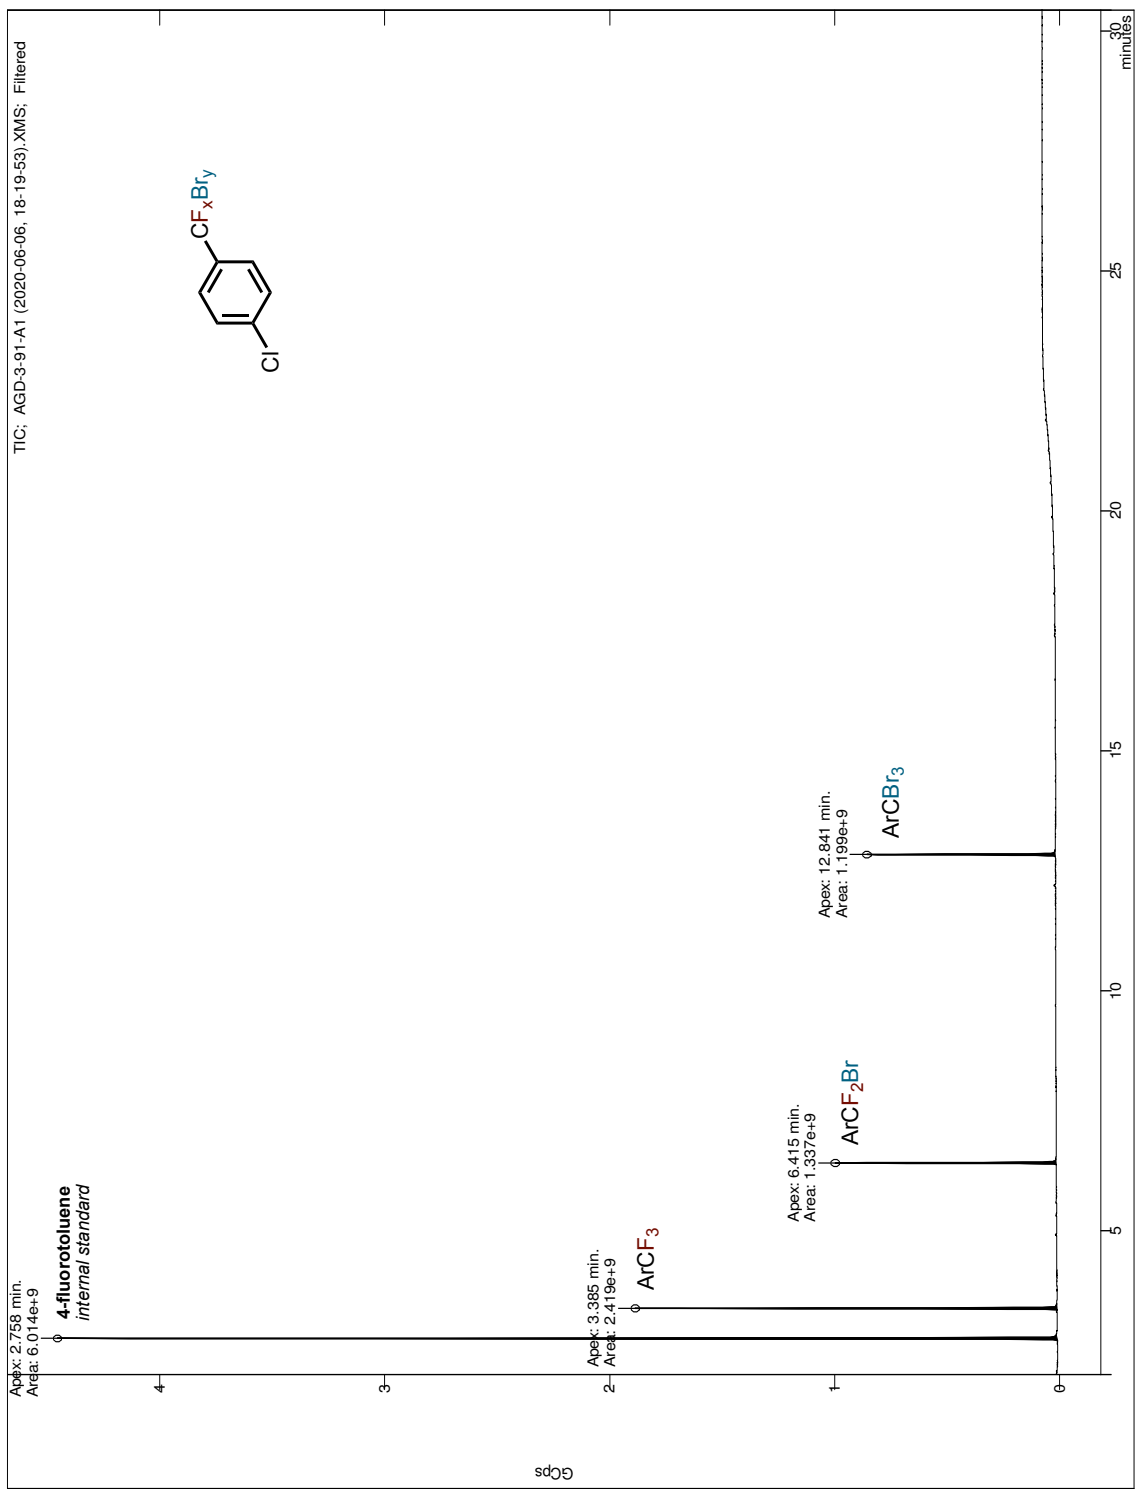 TIC; AGD-3-91-A1 (2020-06-06, 18-19-53).XMS; Filtered
Apex: 2.758 min.
Area: 6.014e+9
4-fluorotoluene
internal standard
Apex: 3.385 min.
Area: 2.419e+9
ArCF3
Apex: 6.415 min.
Area: 1.337e+9
ArCF2Br
Apex: 12.841 min.
Area: 1.199e+9
ArCBr3
Cl
CFxBry
GCps
4
3
2
1
0
5
10
15
20
25
30
minutes